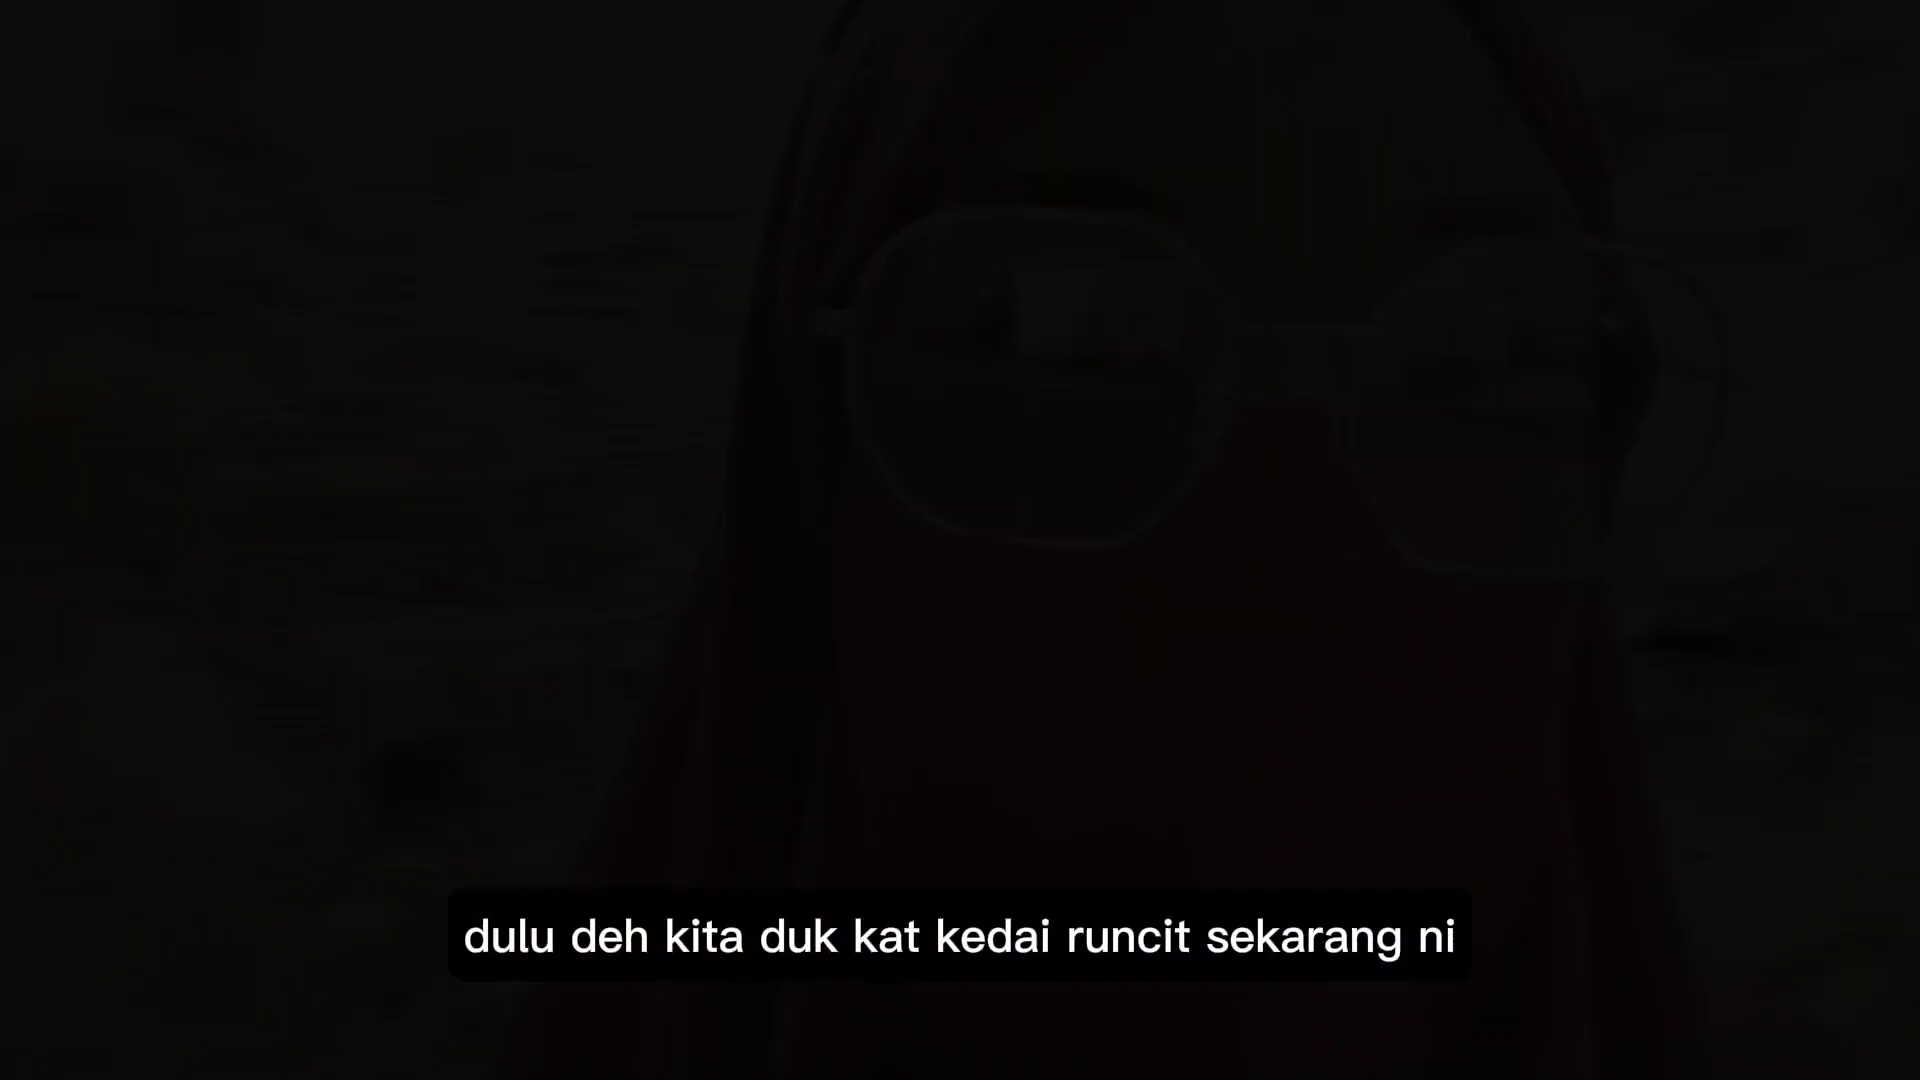 dulu deh kita duk kat kedai runcit sekarang ni